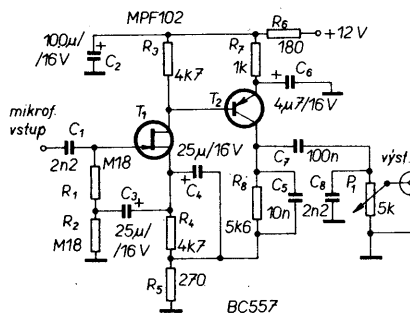 MPF102
R6
+12V
100µ/
/16V
C2
R3
4k7
R7
1k
180
C6
4µ7/16V
mikrof.
vstup
T1
T2
C1
2n2
M18
25µ/16V
C4
C7
100n
výst.
R1
C3
R8
C5
C8
P1
R2
M18
25µ/
/16V
R4
4k7
5k6
10n
2n2
5k
R5
270
BC557